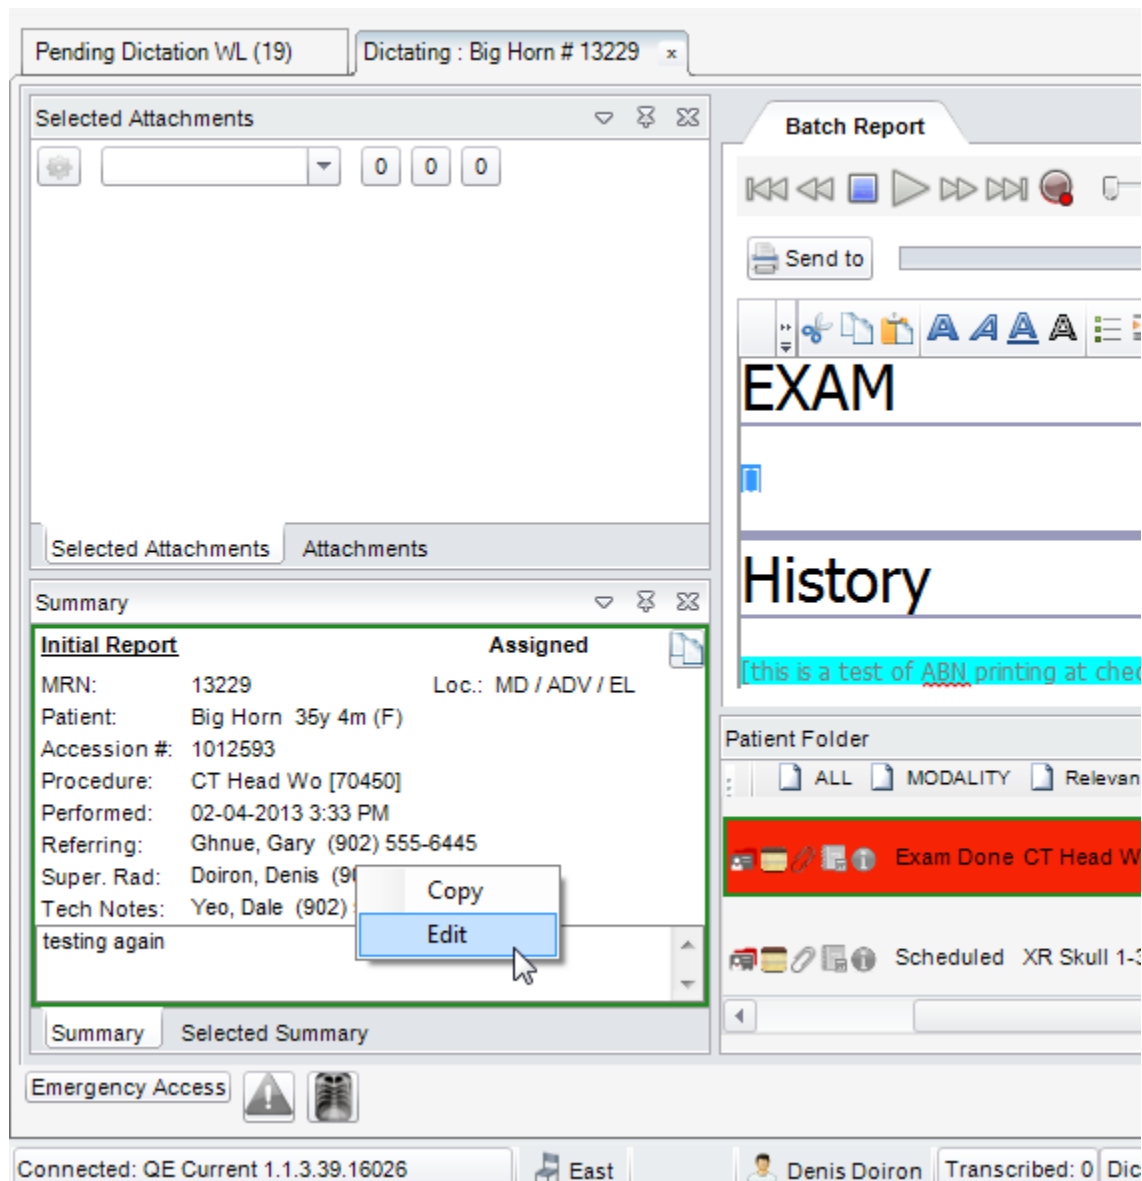 Pending Dictation WL (19)
Dictating : Big Horn # 13229 x
Selected Attachments
0 0 0
Selected Attachments Attachments
Summary
Initial Report Assigned
MRN: 13229 Loc.: MD / ADV / EL
Patient: Big Horn 35y 4m (F)
Accession #: 1012593
Procedure: CT Head Wo [70450]
Performed: 02-04-2013 3:33 PM
Referring: Ghnue, Gary (902) 555-6445
Super. Rad: Doiron, Denis (90
Tech Notes: Yeo, Dale (902)
Copy
Edit
testing again
Summary Selected Summary
Batch Report
Send to
A A A A
EXAM
History
[this is a test of ABN printing at chec
Patient Folder
ALL MODALITY Relevan
Exam Done CT Head W
Scheduled XR Skull 1-3
Emergency Access
Connected: QE Current 1.1.3.39.16026 East Denis Doiron Transcribed: 0 Dic